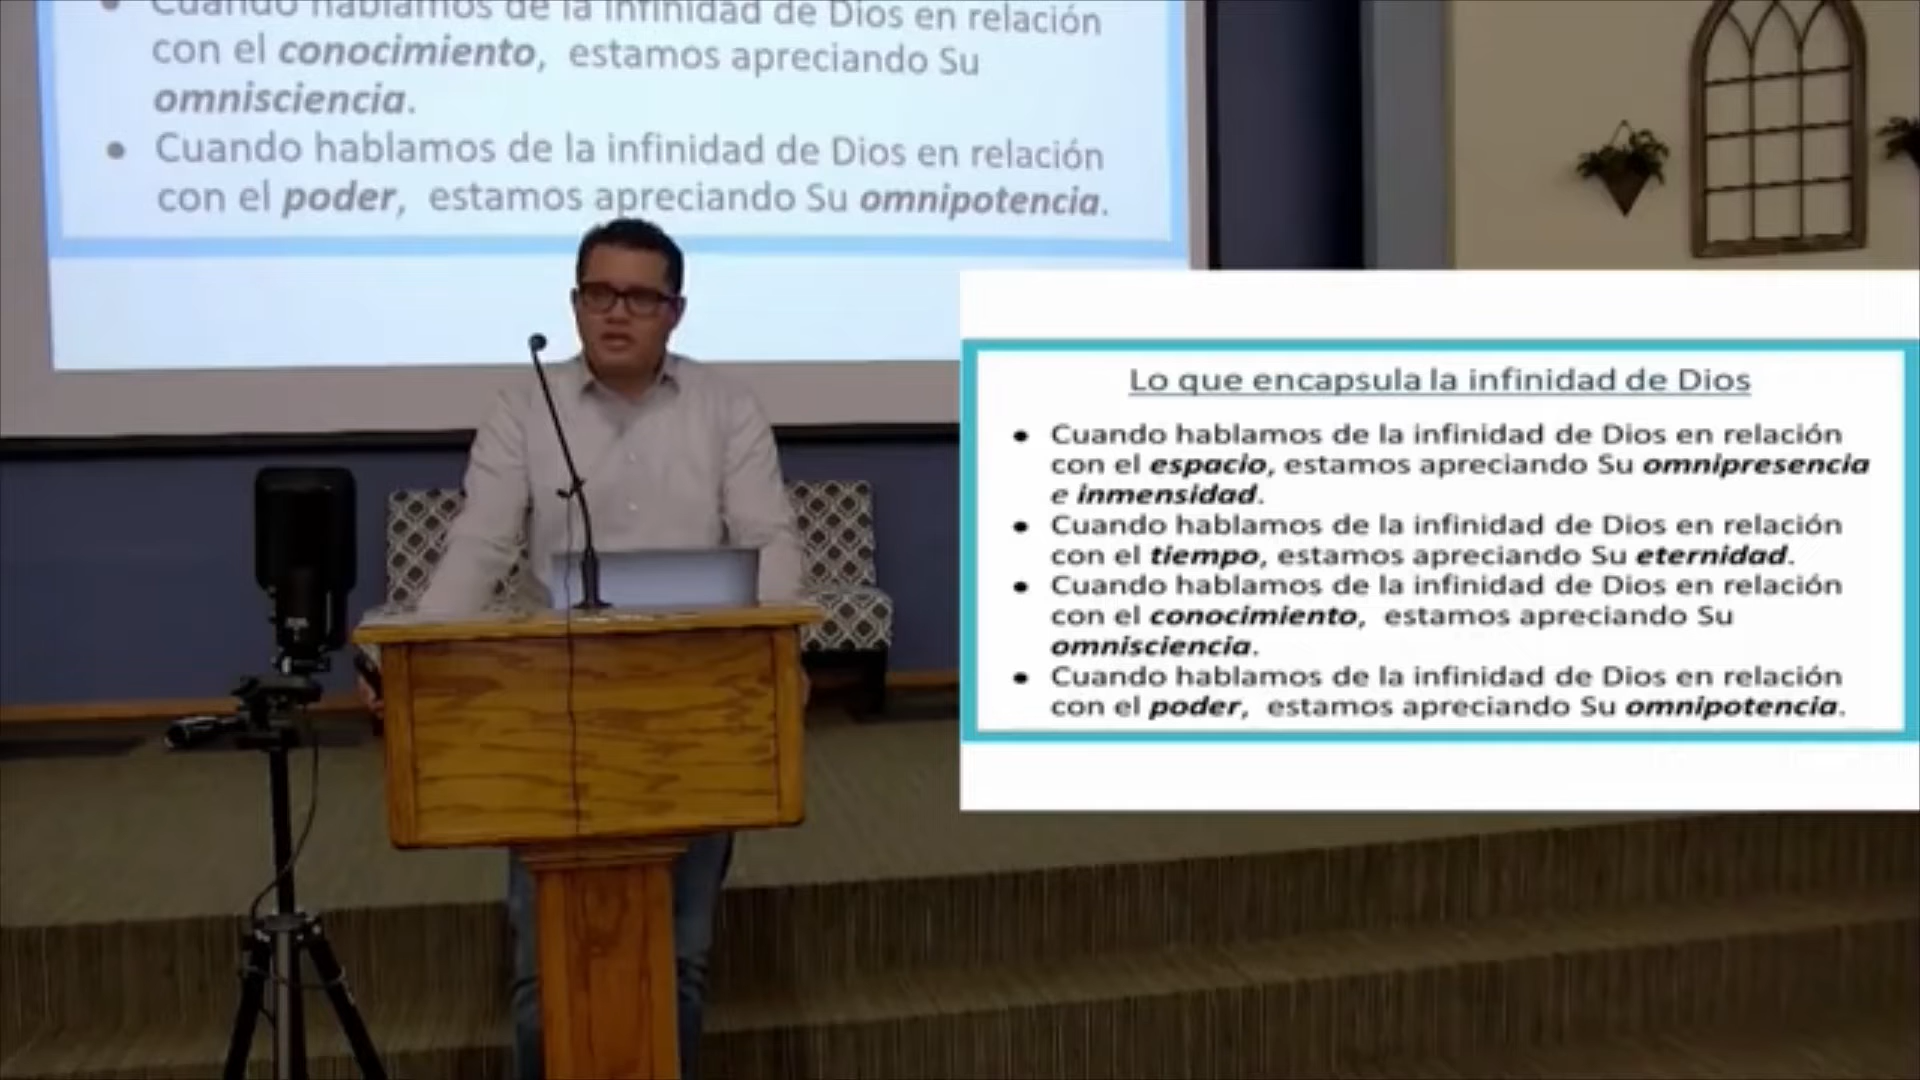 Cuando hablamos de la infinidad de Dios en relación
con el conocimiento, estamos apreciando Su
omnisciencia.
● Cuando hablamos de la infinidad de Dios en relación
con el poder, estamos apreciando Su omnipotencia.
Lo que encapsula la infinidad de Dios
● Cuando hablamos de la infinidad de Dios en relación
con el espacio, estamos apreciando Su omnipresencia
e inmensidad.
● Cuando hablamos de la infinidad de Dios en relación
con el tiempo, estamos apreciando Su eternidad.
● Cuando hablamos de la infinidad de Dios en relación
con el conocimiento, estamos apreciando Su
omnisciencia.
● Cuando hablamos de la infinidad de Dios en relación
con el poder, estamos apreciando Su omnipotencia.